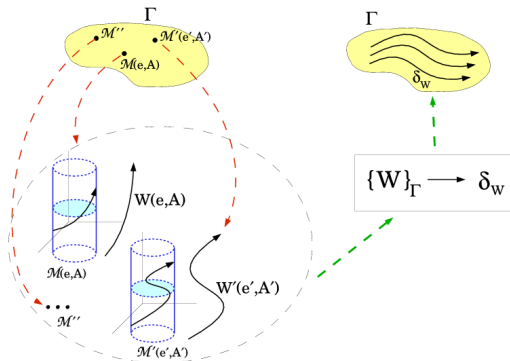 Γ
ℳ″
ℳ′(e′,A′)
ℳ(e,A)
Γ
δ_W
{W}_Γ → δ_W
W(e,A)
ℳ(e,A)
W′(e′,A′)
ℳ″
ℳ′(e′,A′)